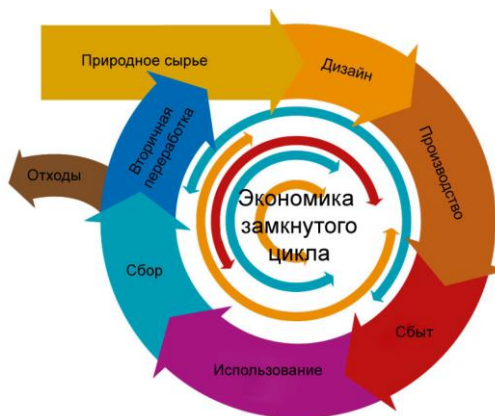 Природное сырье
Дизайн
Производство
Вторичная
переработка
Отходы
Экономика
замкнутого
цикла
Сбор
Сбыт
Использование